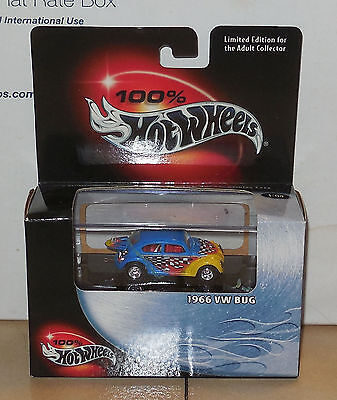 at Rate Box
International Use
Limited Edition for
the Adult Collector
100%
Hot Wheels
1966 VW BUG
100%
Hot Wheels